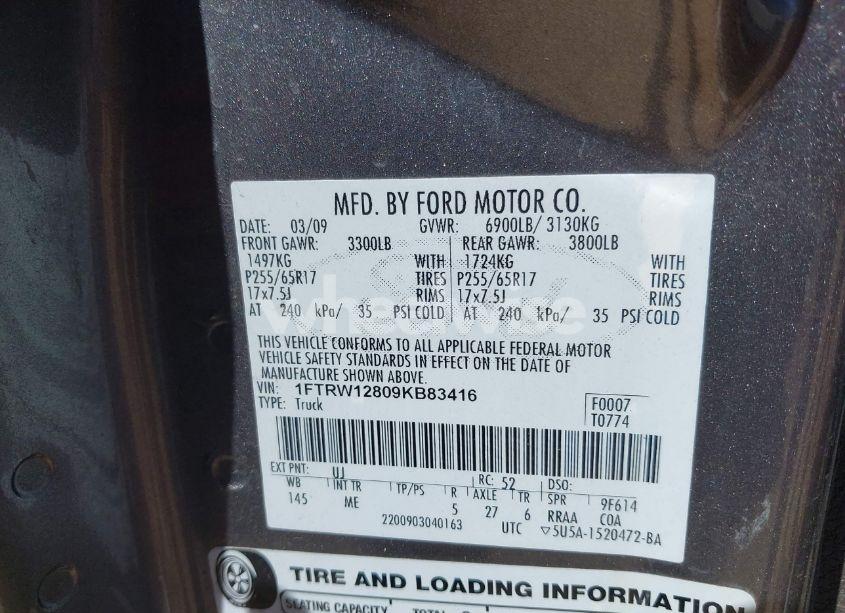 MFD. BY FORD MOTOR CO.
DATE: 03/09 GVWR: 6900LB/ 3130KG
FRONT GAWR: 3300LB REAR GAWR: 3800LB
1497KG WITH 1724KG WITH
P255/65R17 TIRES P255/65R17 TIRES
17x7.5J RIMS 17x7.5J RIMS
AT 240 kPa/ 35 PSI COLD AT 240 kPa/ 35 PSI COLD
wheelwise
THIS VEHICLE CONFORMS TO ALL APPLICABLE FEDERAL MOTOR
VEHICLE SAFETY STANDARDS IN EFFECT ON THE DATE OF
MANUFACTURE SHOWN ABOVE.
VIN: 1FTRW12809KB83416
TYPE: Truck
F0007
T0774
EXT PNT: UJ RC: 52 DSO:
WB INT TR TP/PS R AXLE TR SPR 9F614
145 ME 5 27 6 RRAA COA
2200903040163 UTC ▽5U5A-1520472-BA
TIRE AND LOADING INFORMATION
SEATING CAPACITY